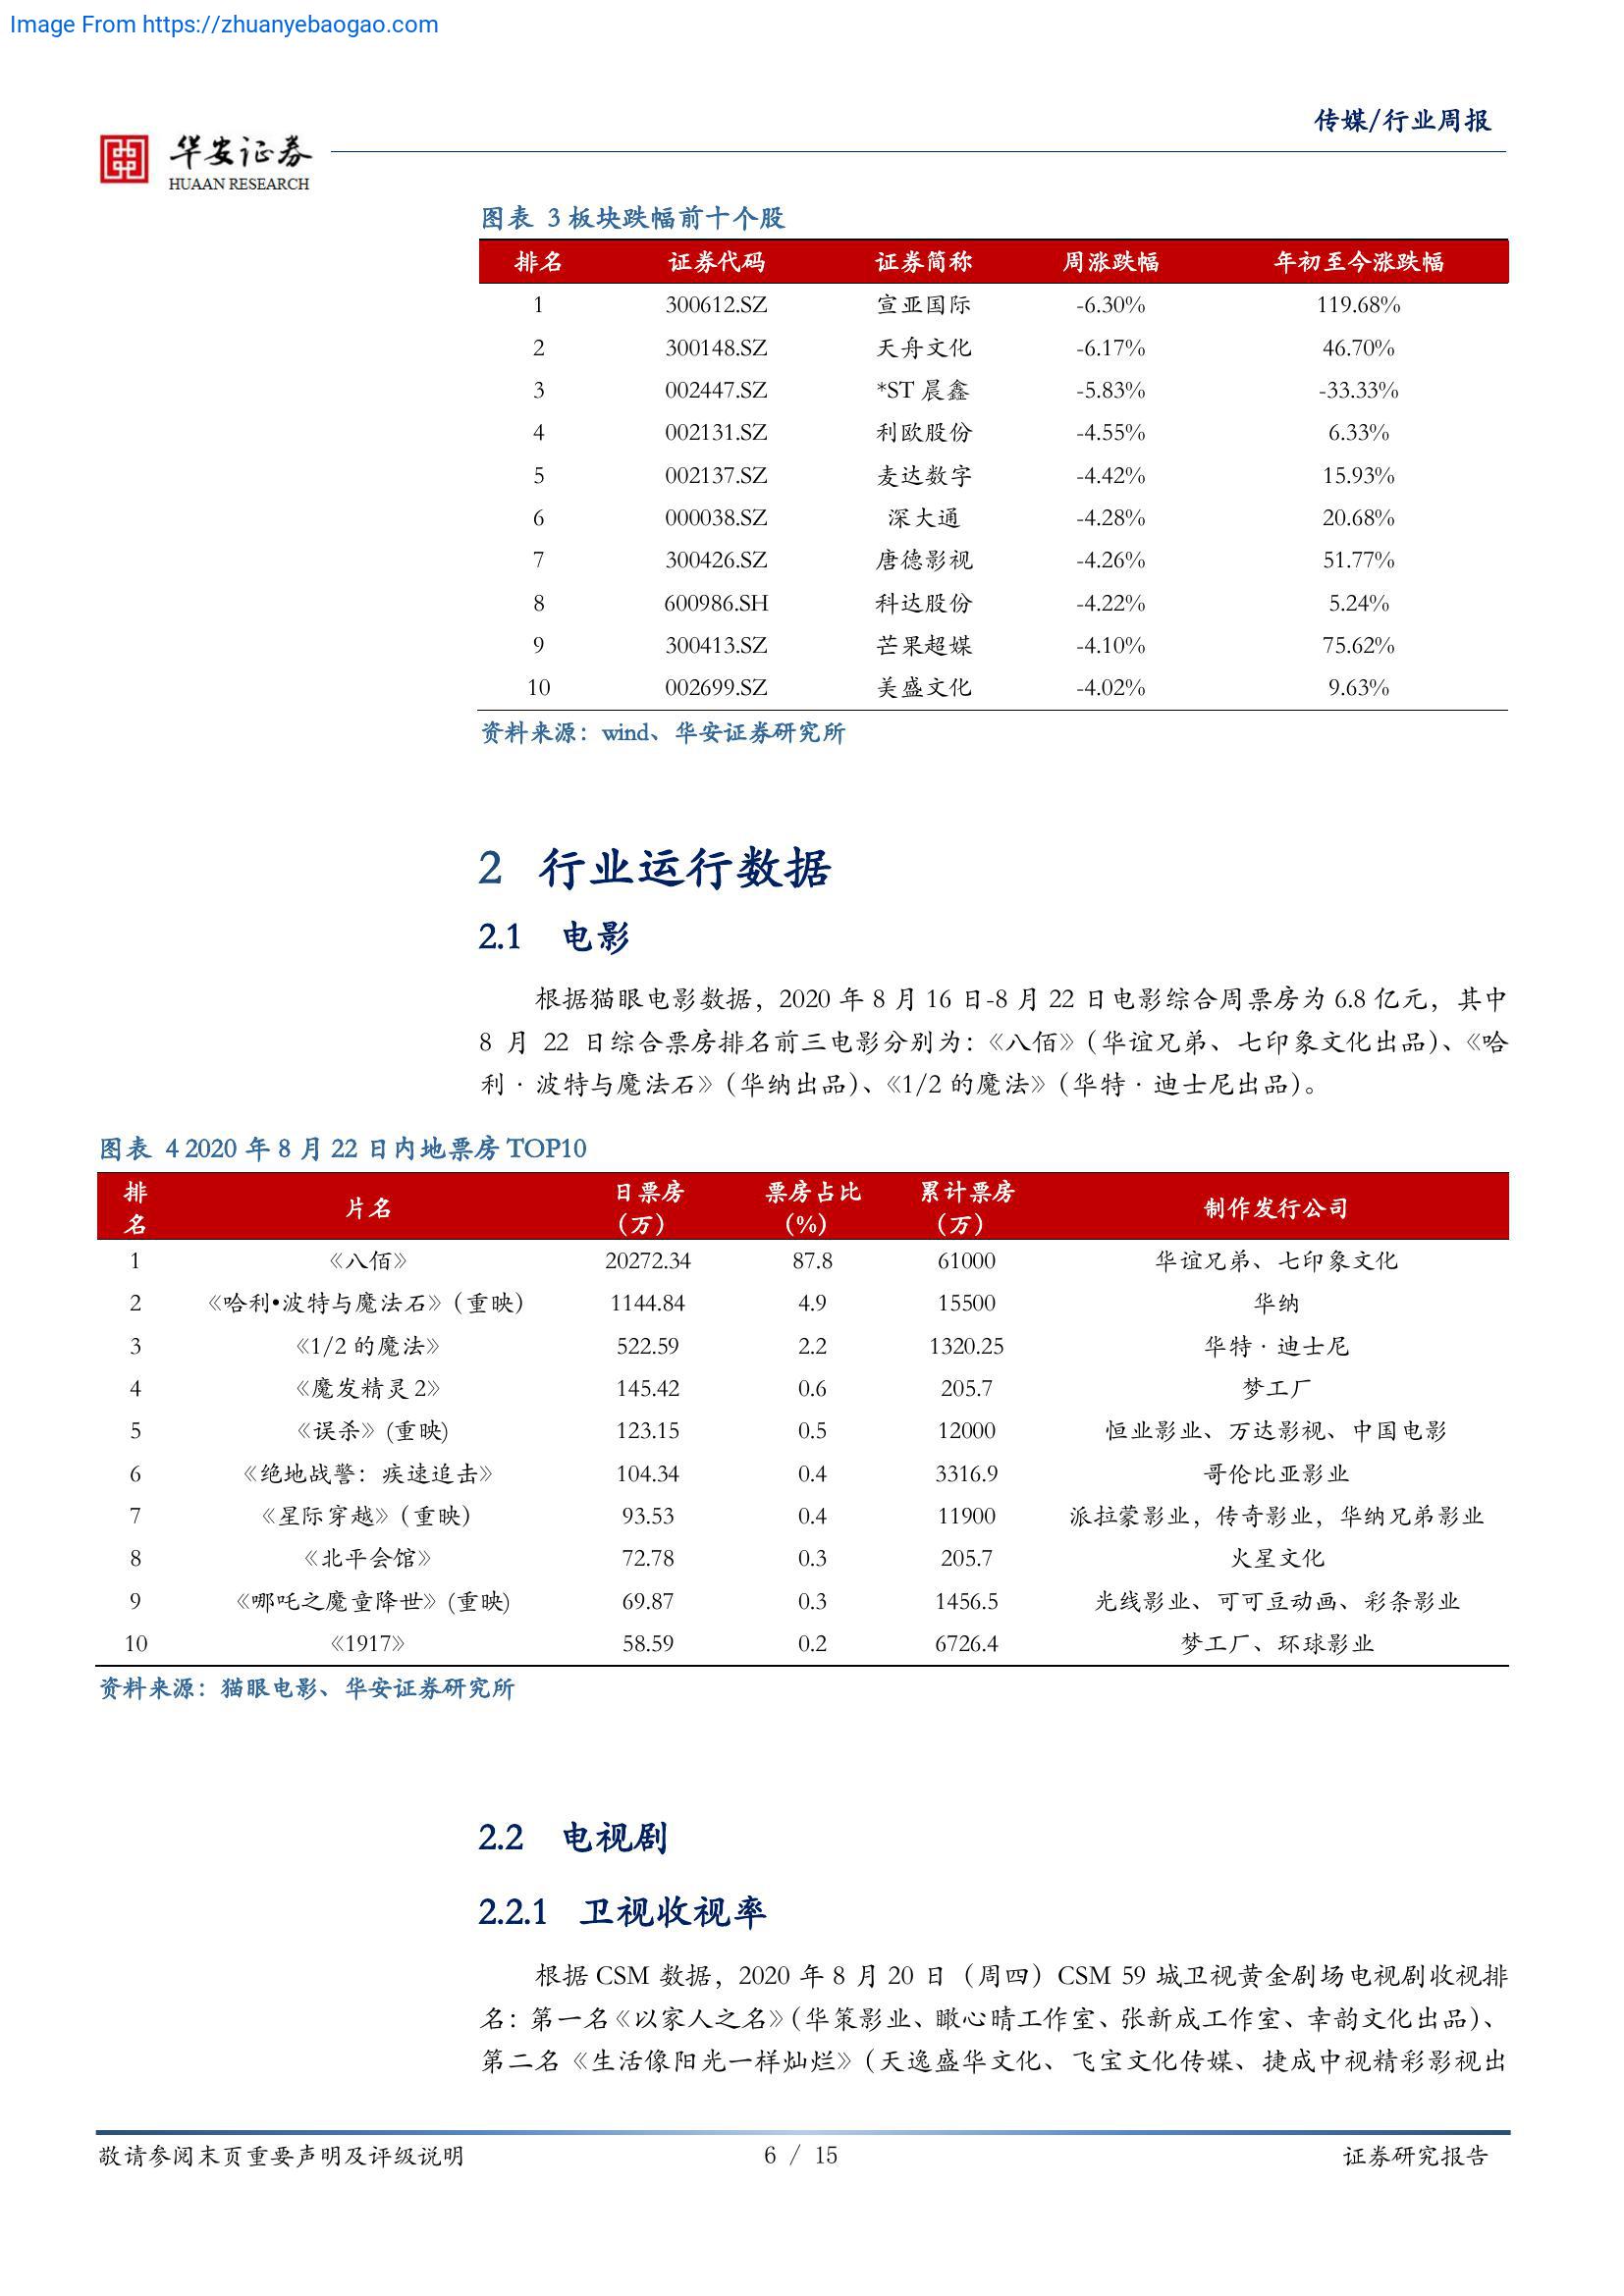 Image From https://zhuanyebaogao.com
传媒/行业周报
华安证券
HUAAN RESEARCH
图表 3 板块跌幅前十个股
排名 证券代码 证券简称 周涨跌幅 年初至今涨跌幅
1 300612.SZ 宣亚国际 -6.30% 119.68%
2 300148.SZ 天舟文化 -6.17% 46.70%
3 002447.SZ *ST 晨鑫 -5.83% -33.33%
4 002131.SZ 利欧股份 -4.55% 6.33%
5 002137.SZ 麦达数字 -4.42% 15.93%
6 000038.SZ 深大通 -4.28% 20.68%
7 300426.SZ 唐德影视 -4.26% 51.77%
8 600986.SH 科达股份 -4.22% 5.24%
9 300413.SZ 芒果超媒 -4.10% 75.62%
10 002699.SZ 美盛文化 -4.02% 9.63%
资料来源：wind、华安证券研究所
2 行业运行数据
2.1 电影
根据猫眼电影数据，2020 年 8 月 16 日-8 月 22 日电影综合周票房为 6.8 亿元，其中
8 月 22 日综合票房排名前三电影分别为：《八佰》（华谊兄弟、七印象文化出品）、《哈
利·波特与魔法石》（华纳出品）、《1/2 的魔法》（华特·迪士尼出品）。
图表 4 2020 年 8 月 22 日内地票房 TOP10
排名 片名 日票房（万） 票房占比（%） 累计票房（万） 制作发行公司
1 《八佰》 20272.34 87.8 61000 华谊兄弟、七印象文化
2 《哈利•波特与魔法石》（重映） 1144.84 4.9 15500 华纳
3 《1/2 的魔法》 522.59 2.2 1320.25 华特·迪士尼
4 《魔发精灵 2》 145.42 0.6 205.7 梦工厂
5 《误杀》(重映) 123.15 0.5 12000 恒业影业、万达影视、中国电影
6 《绝地战警：疾速追击》 104.34 0.4 3316.9 哥伦比亚影业
7 《星际穿越》（重映） 93.53 0.4 11900 派拉蒙影业，传奇影业，华纳兄弟影业
8 《北平会馆》 72.78 0.3 205.7 火星文化
9 《哪吒之魔童降世》(重映) 69.87 0.3 1456.5 光线影业、可可豆动画、彩条影业
10 《1917》 58.59 0.2 6726.4 梦工厂、环球影业
资料来源：猫眼电影、华安证券研究所
2.2 电视剧
2.2.1 卫视收视率
根据 CSM 数据，2020 年 8 月 20 日（周四）CSM 59 城卫视黄金剧场电视剧收视排
名：第一名《以家人之名》（华策影业、瞰心晴工作室、张新成工作室、幸韵文化出品）、
第二名《生活像阳光一样灿烂》（天逸盛华文化、飞宝文化传媒、捷成中视精彩影视出
敬请参阅末页重要声明及评级说明 6 / 15 证券研究报告